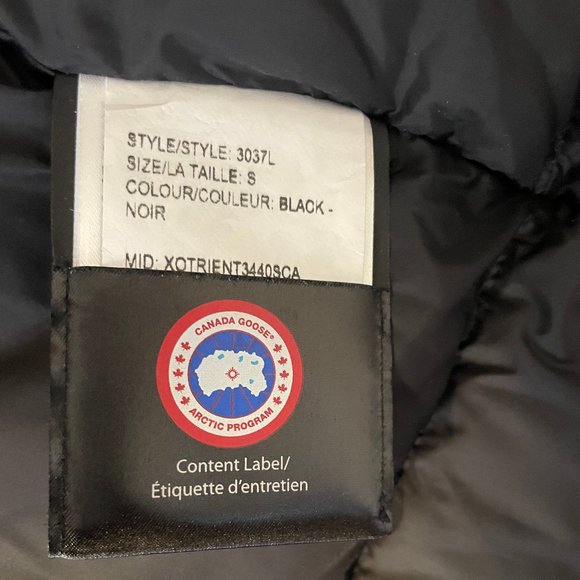 STYLE/STYLE: 3037L
SIZE/LA TAILLE: S
COLOUR/COULEUR: BLACK -
NOIR
MID: XOTRIENT3440SCA
CANADA GOOSE®
ARCTIC PROGRAM
Content Label/
Étiquette d'entretien